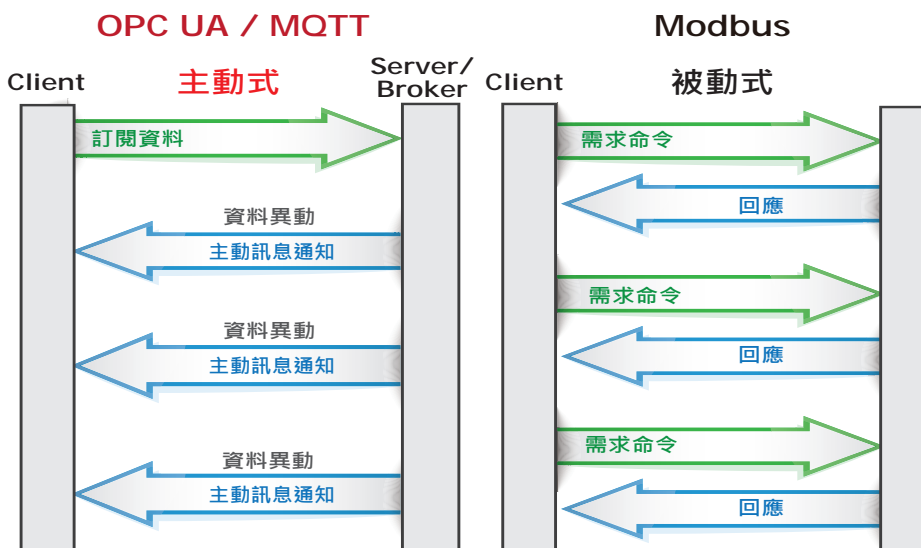 OPC UA / MQTT
Client
主動式
Server/
Broker
訂閱資料
資料異動
主動訊息通知
資料異動
主動訊息通知
資料異動
主動訊息通知
Modbus
Client
被動式
需求命令
回應
需求命令
回應
需求命令
回應